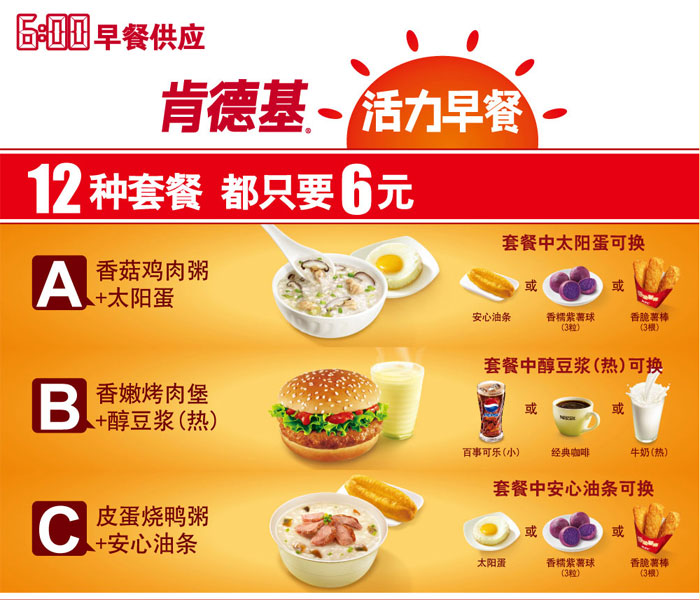 6:00早餐供应
肯德基®
活力早餐
12种套餐 都只要6元
A
香菇鸡肉粥
+太阳蛋
套餐中太阳蛋可换
安心油条
或
香糯紫薯球
(3粒)
或
香脆薯棒
(3根)
B
香嫩烤肉堡
+醇豆浆(热)
套餐中醇豆浆(热)可换
百事可乐(小)
或
经典咖啡
或
牛奶(热)
C
皮蛋烧鸭粥
+安心油条
套餐中安心油条可换
太阳蛋
或
香糯紫薯球
(3粒)
或
香脆薯棒
(3根)